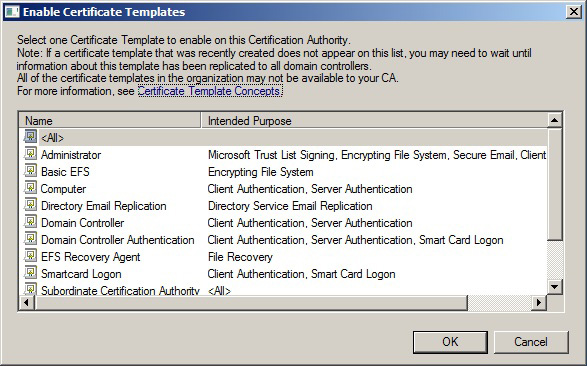 Enable Certificate Templates
Select one Certificate Template to enable on this Certification Authority.
Note: If a certificate template that was recently created does not appear on this list, you may need to wait until
information about this template has been replicated to all domain controllers.
All of the certificate templates in the organization may not be available to your CA.
For more information, see Certificate Template Concepts.
Name Intended Purpose
<All>
Administrator Microsoft Trust List Signing, Encrypting File System, Secure Email, Client
Basic EFS Encrypting File System
Computer Client Authentication, Server Authentication
Directory Email Replication Directory Service Email Replication
Domain Controller Client Authentication, Server Authentication
Domain Controller Authentication Client Authentication, Server Authentication, Smart Card Logon
EFS Recovery Agent File Recovery
Smartcard Logon Client Authentication, Smart Card Logon
Subordinate Certification Authority <All>
OK Cancel